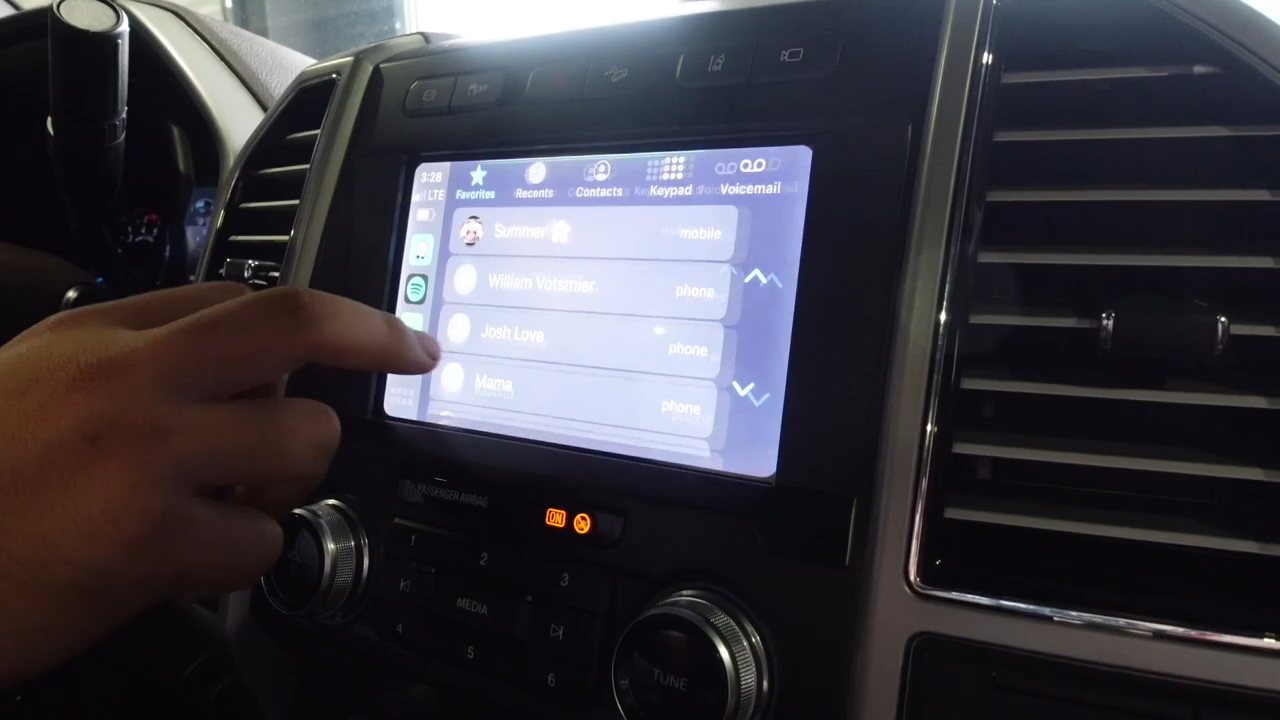 3:28
LTE
Favorites
Recents
Contacts
Keypad
Voicemail
Summer
mobile
William Votsmier
phone
Josh Love
phone
Mama
phone
PASSENGER AIRBAG
ON
1
2
3
MEDIA
4
5
6
TUNE